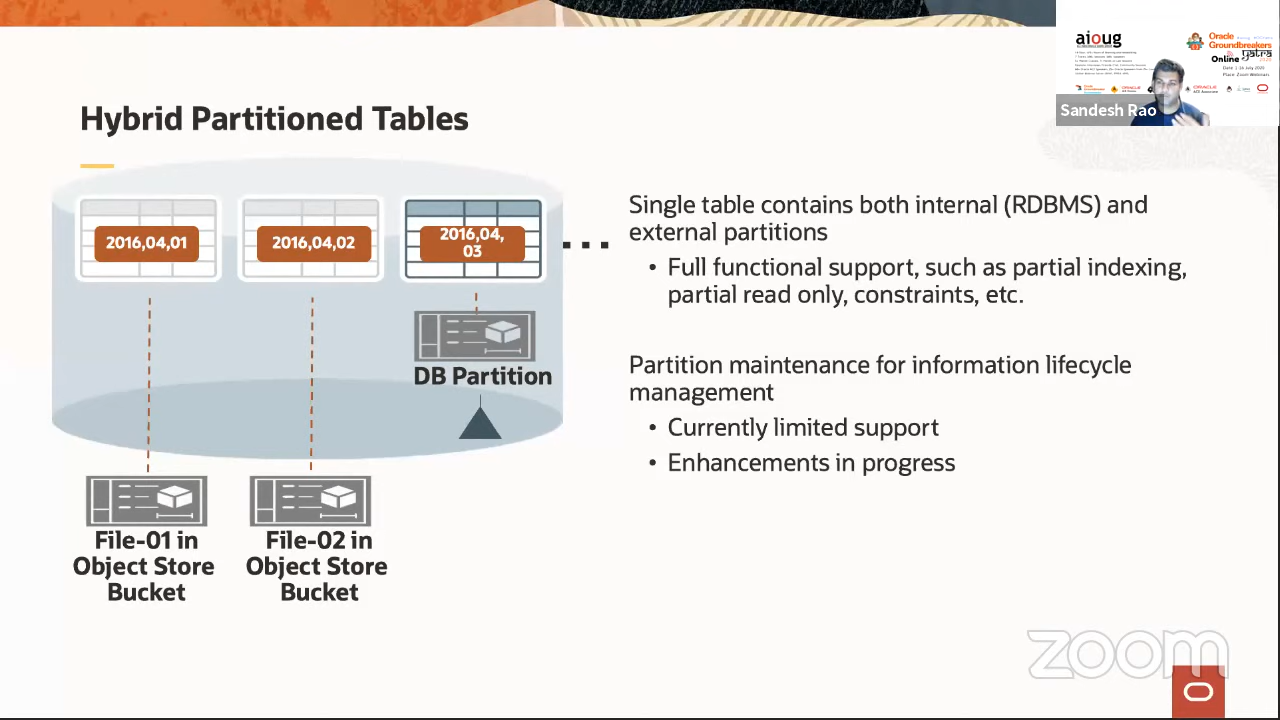 Hybrid Partitioned Tables
2016,04,01
2016,04,02
2016,04,
03
DB Partition
File-01 in
Object Store
Bucket
File-02 in
Object Store
Bucket
Single table contains both internal (RDBMS) and
external partitions
• Full functional support, such as partial indexing,
partial read only, constraints, etc.
Partition maintenance for information lifecycle
management
• Currently limited support
• Enhancements in progress
aioug
Oracle
Groundbreakers
Online
yatra
Sandesh Rao
zoom